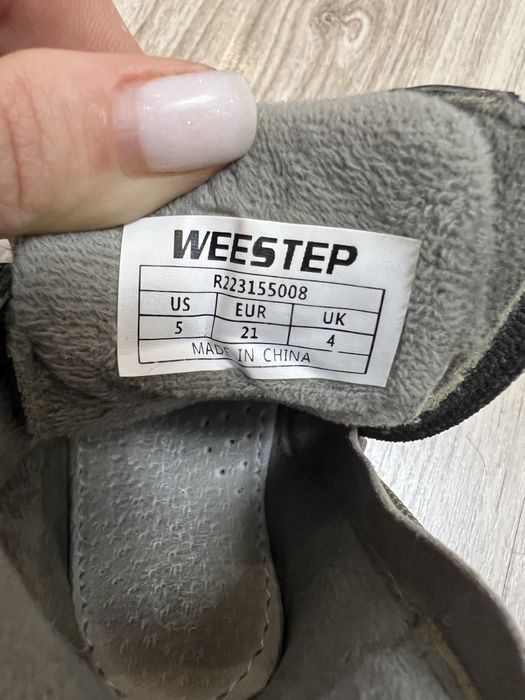 WEESTEP
R223155008
US EUR UK
5 21 4
MADE IN CHINA